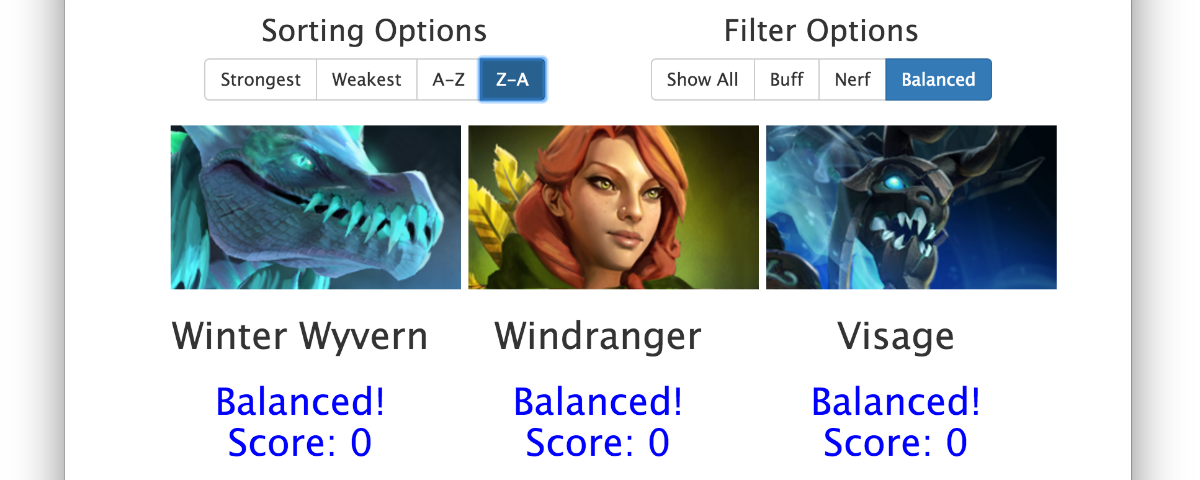 Sorting Options
Filter Options
Strongest Weakest A-Z Z-A
Show All Buff Nerf Balanced
Winter Wyvern
Windranger
Visage
Balanced!
Score: 0
Balanced!
Score: 0
Balanced!
Score: 0